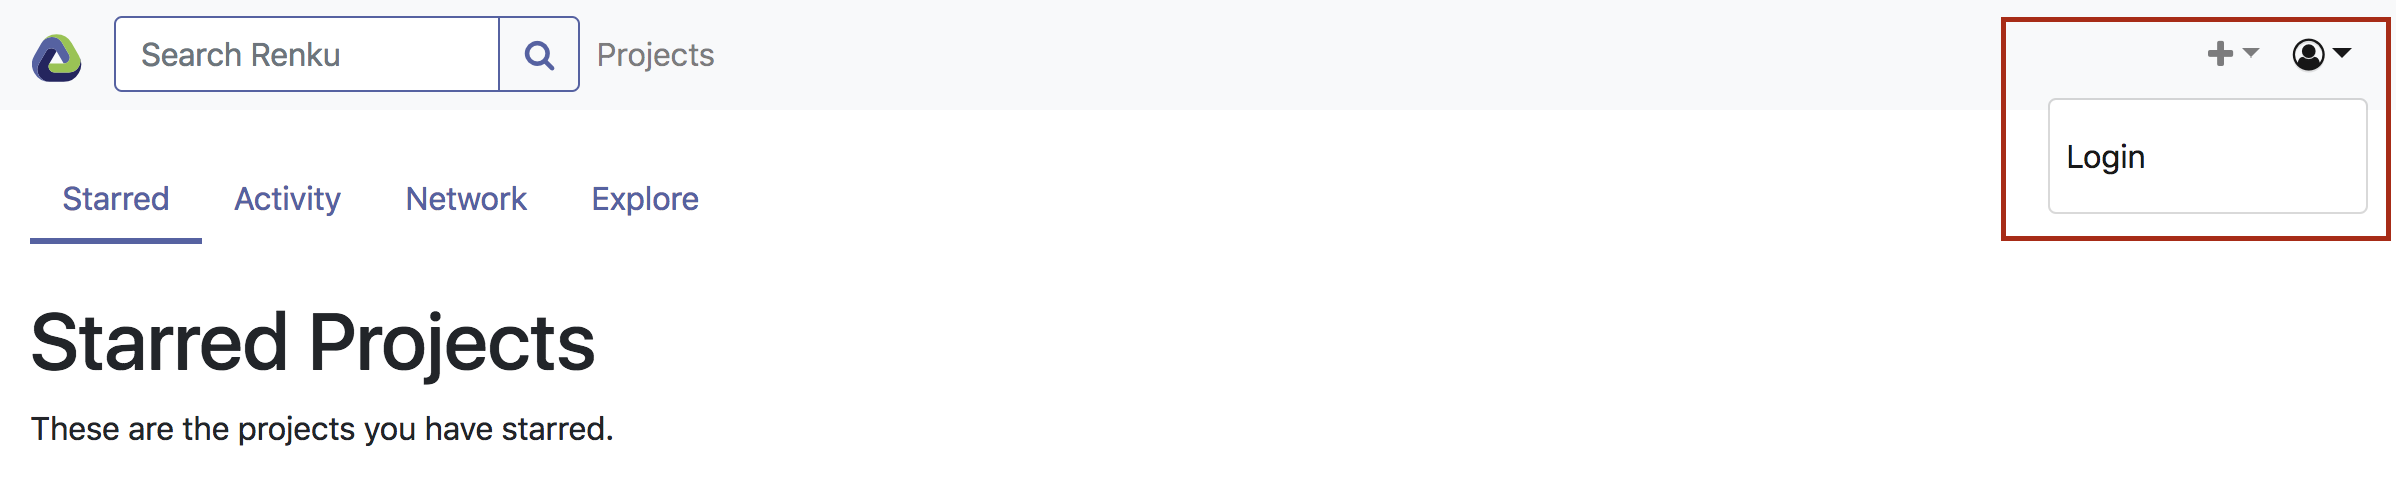 Search Renku Projects
Login
Starred Activity Network Explore
Starred Projects
These are the projects you have starred.